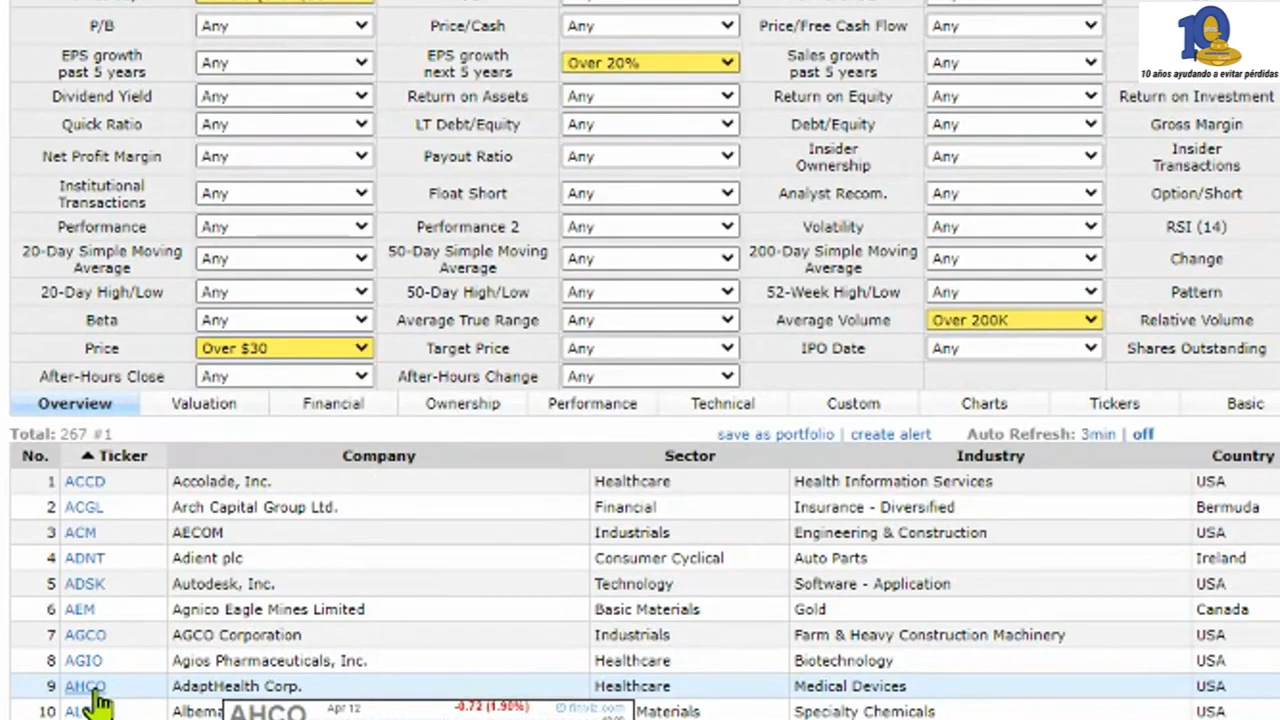 P/B Any Price/Cash Any Price/Free Cash Flow Any
EPS growth past 5 years Any EPS growth next 5 years Over 20% Sales growth past 5 years Any
10 años ayudando a evitar pérdidas
Dividend Yield Any Return on Assets Any Return on Equity Any Return on Investment
Quick Ratio Any LT Debt/Equity Any Debt/Equity Any Gross Margin
Net Profit Margin Any Payout Ratio Any Insider Ownership Any Insider Transactions
Institutional Transactions Any Float Short Any Analyst Recom. Any Option/Short
Performance Any Performance 2 Any Volatility Any RSI (14)
20-Day Simple Moving Average Any 50-Day Simple Moving Average Any 200-Day Simple Moving Average Any Change
20-Day High/Low Any 50-Day High/Low Any 52-Week High/Low Any Pattern
Beta Any Average True Range Any Average Volume Over 200K Relative Volume
Price Over $30 Target Price Any IPO Date Any Shares Outstanding
After-Hours Close Any After-Hours Change Any
Overview Valuation Financial Ownership Performance Technical Custom Charts Tickers Basic
Total: 267 #1 save as portfolio | create alert Auto Refresh: 3min | off
No. Ticker Company Sector Industry Country
1 ACCD Accolade, Inc. Healthcare Health Information Services USA
2 ACGL Arch Capital Group Ltd. Financial Insurance - Diversified Bermuda
3 ACM AECOM Industrials Engineering & Construction USA
4 ADNT Adient plc Consumer Cyclical Auto Parts Ireland
5 ADSK Autodesk, Inc. Technology Software - Application USA
6 AEM Agnico Eagle Mines Limited Basic Materials Gold Canada
7 AGCO AGCO Corporation Industrials Farm & Heavy Construction Machinery USA
8 AGIO Agios Pharmaceuticals, Inc. Healthcare Biotechnology USA
9 AHCO AdaptHealth Corp. Healthcare Medical Devices USA
10 Albema AHCO Apr 12 -0.72 (1.90%) finviz.com Materials Specialty Chemicals USA